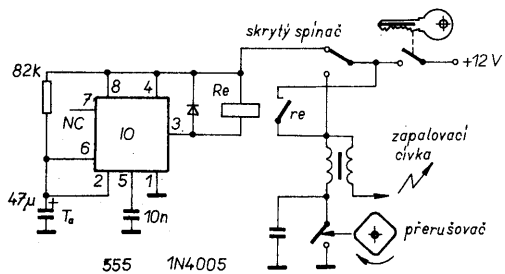 skrytý spínač
+12 V
82k
8
4
Re
7
NC
IO
3
re
6
zapalovací
cívka
2
5
1
47µ
+
Ta
10n
přerušovač
555
1N4005